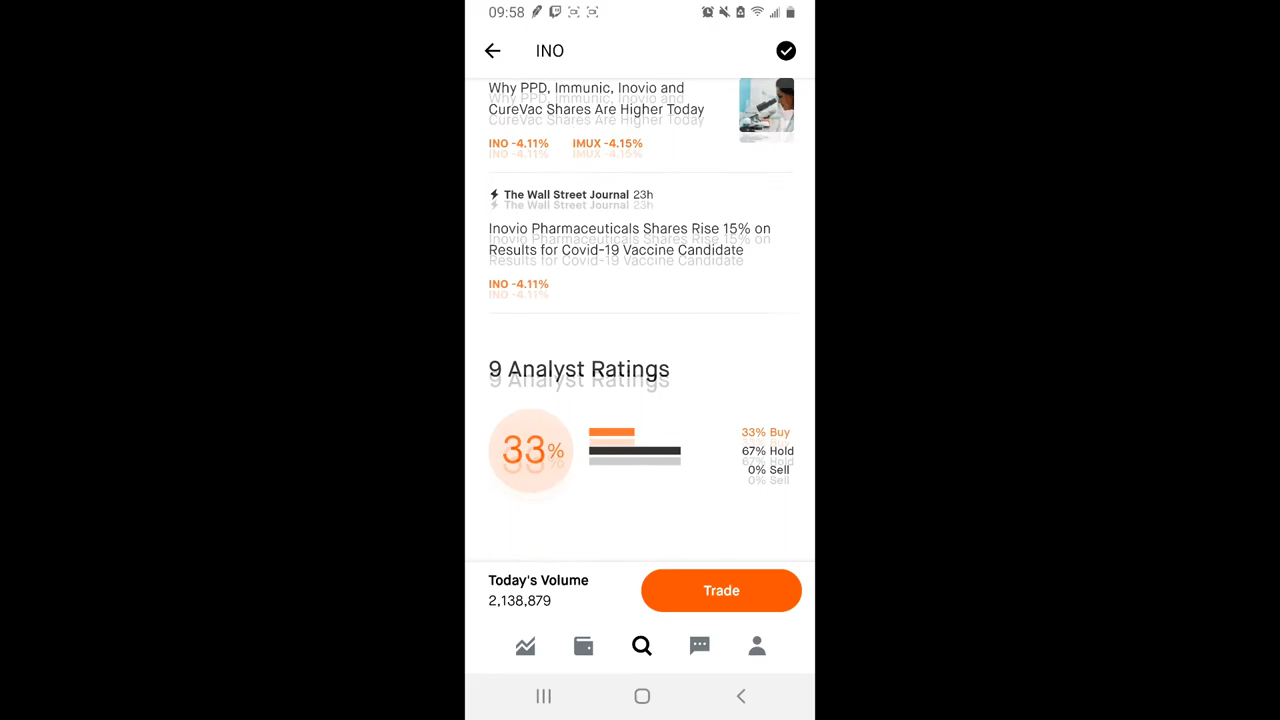 09:58
INO
Why PPD, Immunic, Inovio and
CureVac Shares Are Higher Today
INO -4.11% IMUX -4.15%
The Wall Street Journal 23h
Inovio Pharmaceuticals Shares Rise 15% on
Results for Covid-19 Vaccine Candidate
INO -4.11%
9 Analyst Ratings
33%
33% Buy
67% Hold
0% Sell
Today's Volume
2,138,879
Trade